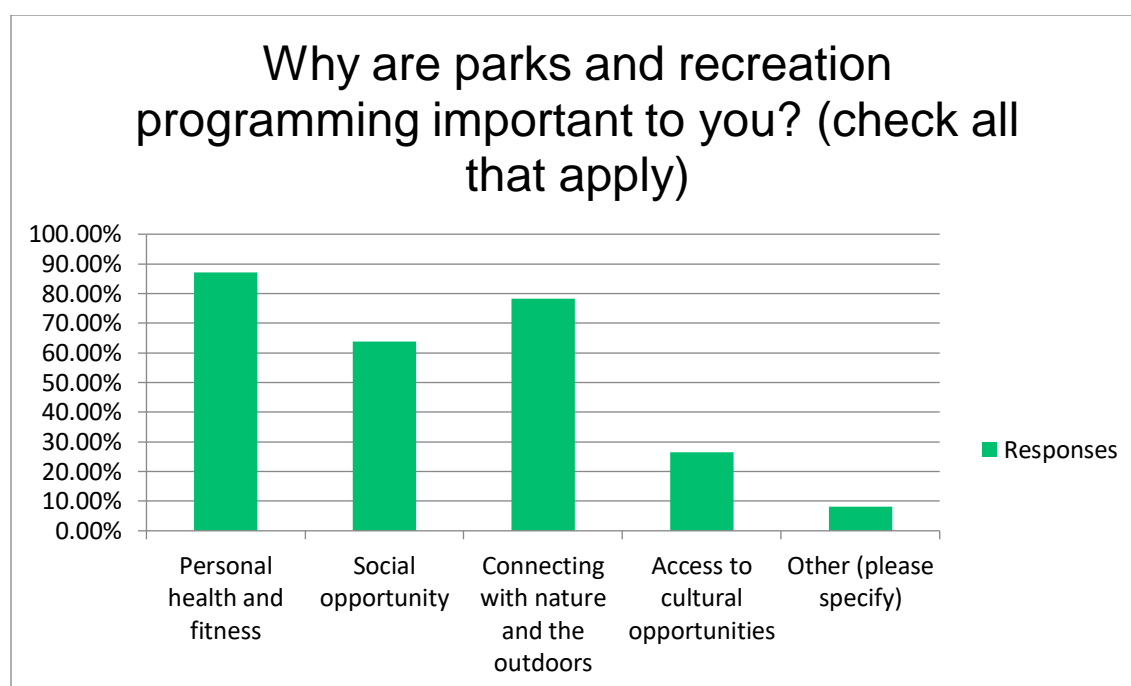 Why are parks and recreation
programming important to you? (check all
that apply)
100.00%
90.00%
80.00%
70.00%
60.00%
50.00%
40.00%
30.00%
20.00%
10.00%
0.00%
Personal
health and
fitness
Social
opportunity
Connecting
with nature
and the
outdoors
Access to
cultural
opportunities
Other (please
specify)
Responses